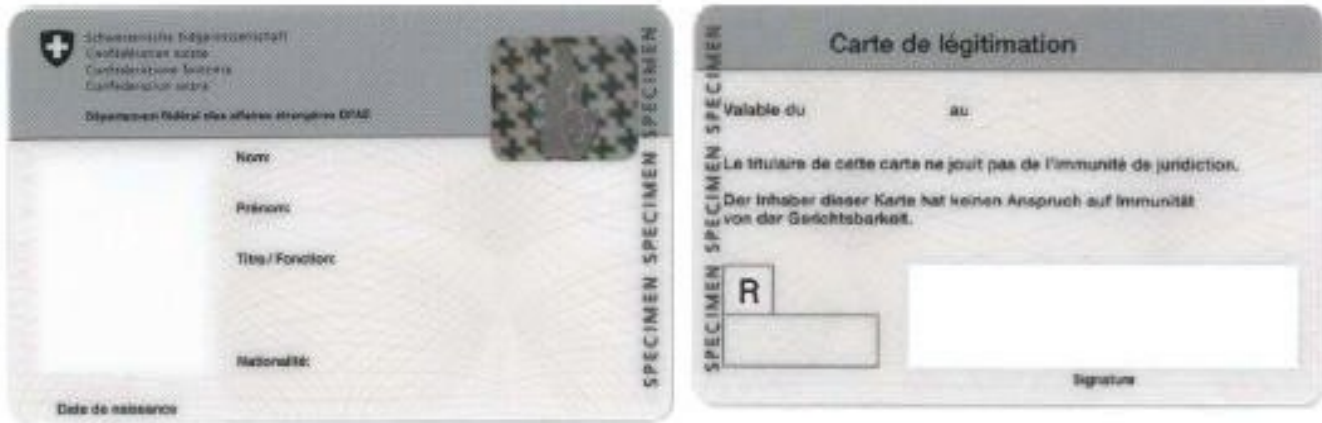 Schweizerische Eidgenossenschaft
Confédération suisse
Confederazione Svizzera
Confederaziun svizra
Département fédéral des affaires étrangères DFAE
Nom:
Prénom:
Titre/Fonction:
Nationalité:
Date de naissance
SPECIMEN SPECIMEN SPECIMEN
Carte de légitimation
Valable du au
Le titulaire de cette carte ne jouit pas de l'immunité de juridiction.
Der Inhaber dieser Karte hat keinen Anspruch auf Immunität
von der Gerichtsbarkeit.
R
Signature
SPECIMEN SPECIMEN SPECIMEN